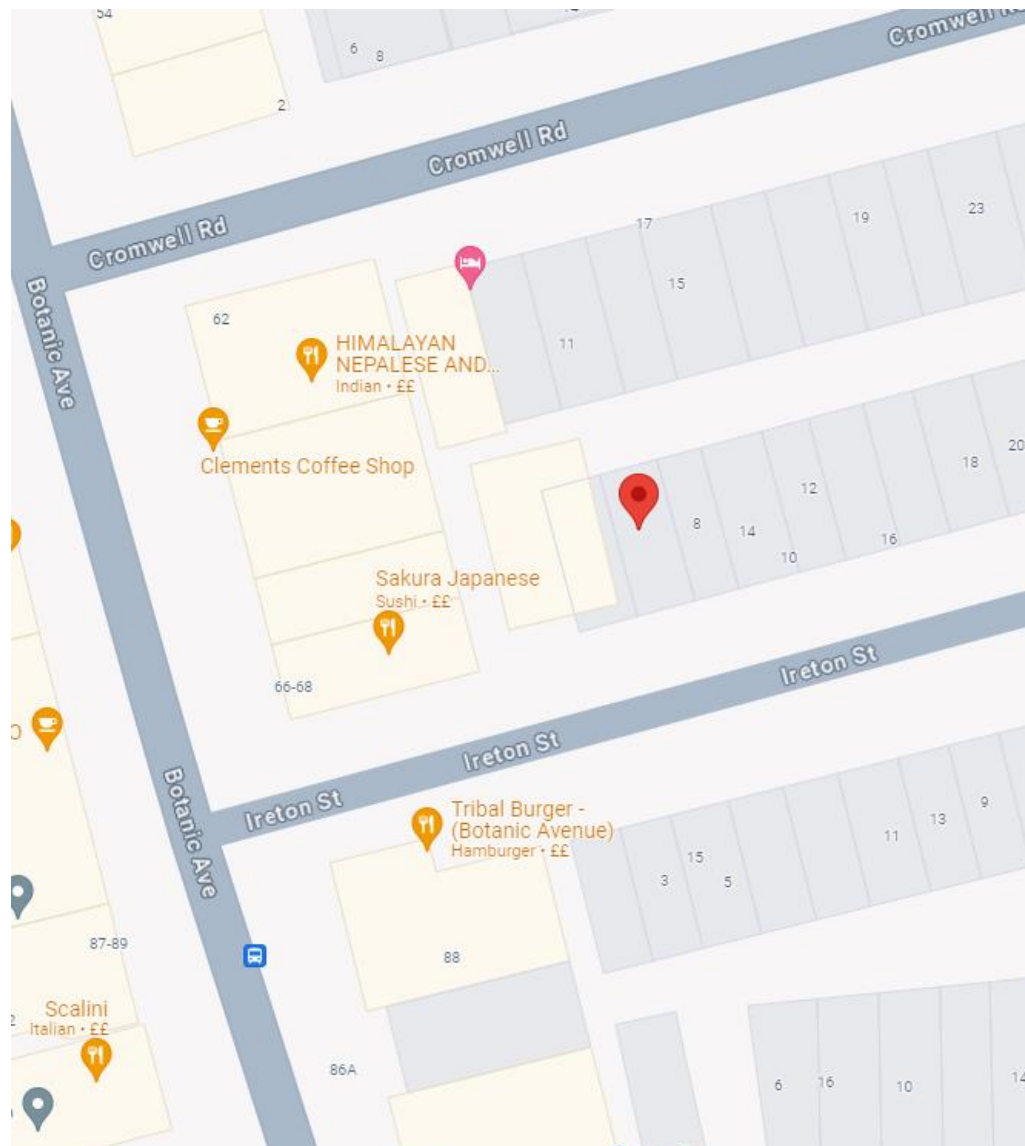 54
6
8
Cromwell Rd
2
Cromwell Rd
Cromwell Rd
17
19
23
Botanic Ave
15
62
11
HIMALAYAN
NEPALESE AND...
Indian • ££
Clements Coffee Shop
20
18
12
8
14
16
10
Sakura Japanese
Sushi • ££
66-68
Ireton St
Ireton St
Ireton St
Botanic Ave
Tribal Burger -
(Botanic Avenue)
Hamburger • ££
9
13
11
15
3
5
87-89
88
Scalini
Italian • ££
86A
6
16
10
14